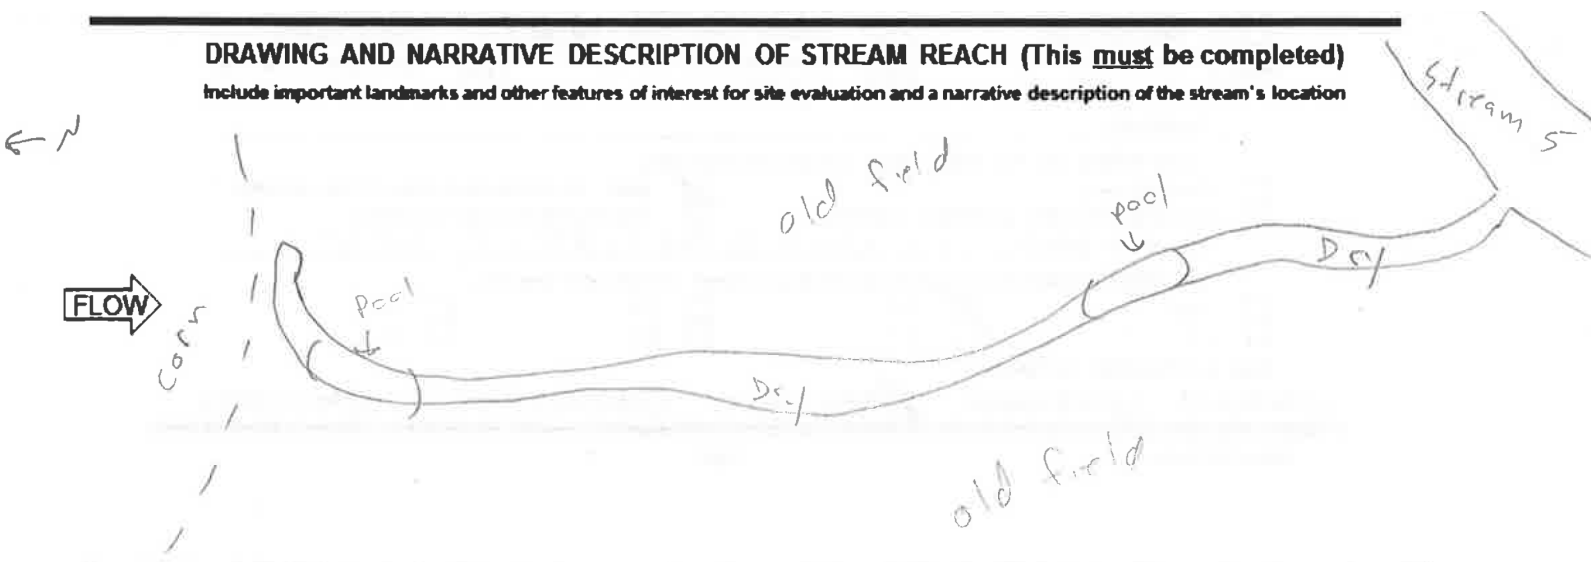 DRAWING AND NARRATIVE DESCRIPTION OF STREAM REACH (This must be completed)
Include important landmarks and other features of interest for site evaluation and a narrative description of the stream's location
Stream 5
← N
old field
pool
↓
Dry
FLOW
pool
↓
Corn
Dry
old field